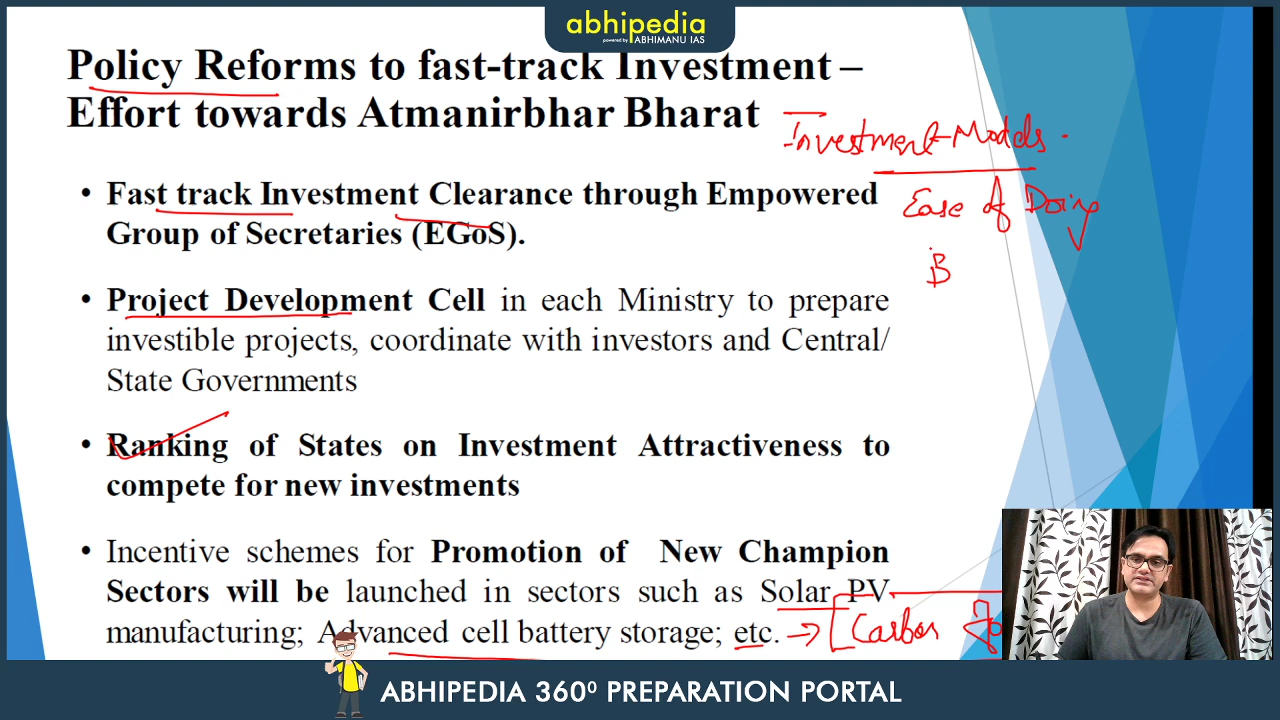 abhipedia
powered by ABHIMANU IAS
Policy Reforms to fast-track Investment –
Effort towards Atmanirbhar Bharat
Investment Models
• Fast track Investment Clearance through Empowered
Group of Secretaries (EGoS).
Ease of Doing
B
• Project Development Cell in each Ministry to prepare
investible projects, coordinate with investors and Central/
State Governments
• Ranking of States on Investment Attractiveness to
compete for new investments
• Incentive schemes for Promotion of New Champion
Sectors will be launched in sectors such as Solar PV
manufacturing; Advanced cell battery storage; etc. → Carbon
ABHIPEDIA 360⁰ PREPARATION PORTAL